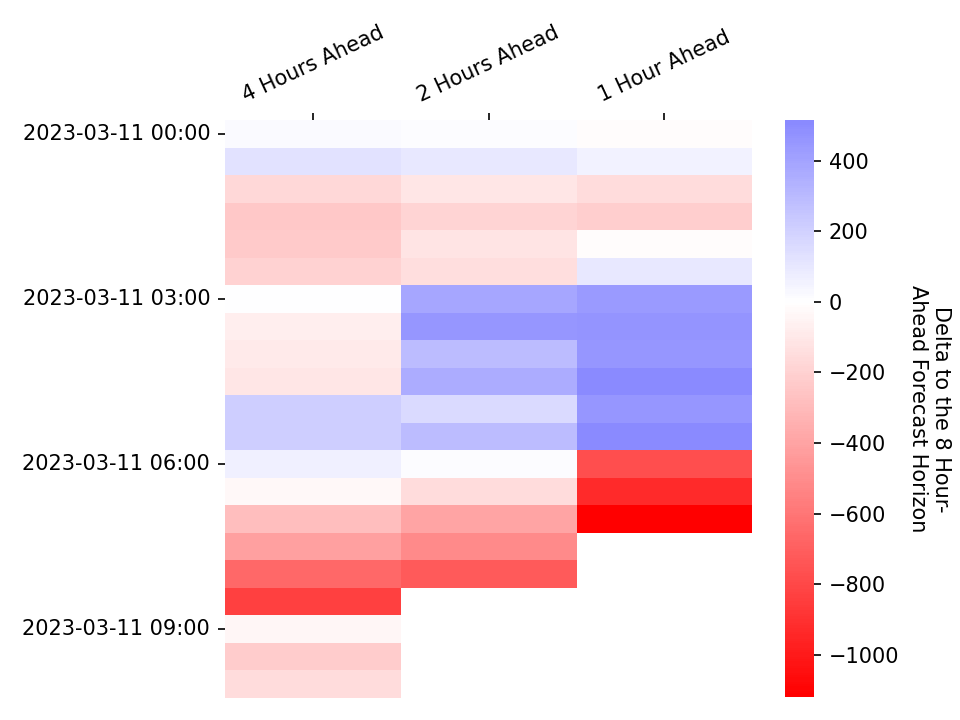 4 Hours Ahead
2 Hours Ahead
1 Hour Ahead
2023-03-11 00:00
2023-03-11 03:00
2023-03-11 06:00
2023-03-11 09:00
400
200
0
−200
−400
−600
−800
−1000
Delta to the 8 Hour-
Ahead Forecast Horizon